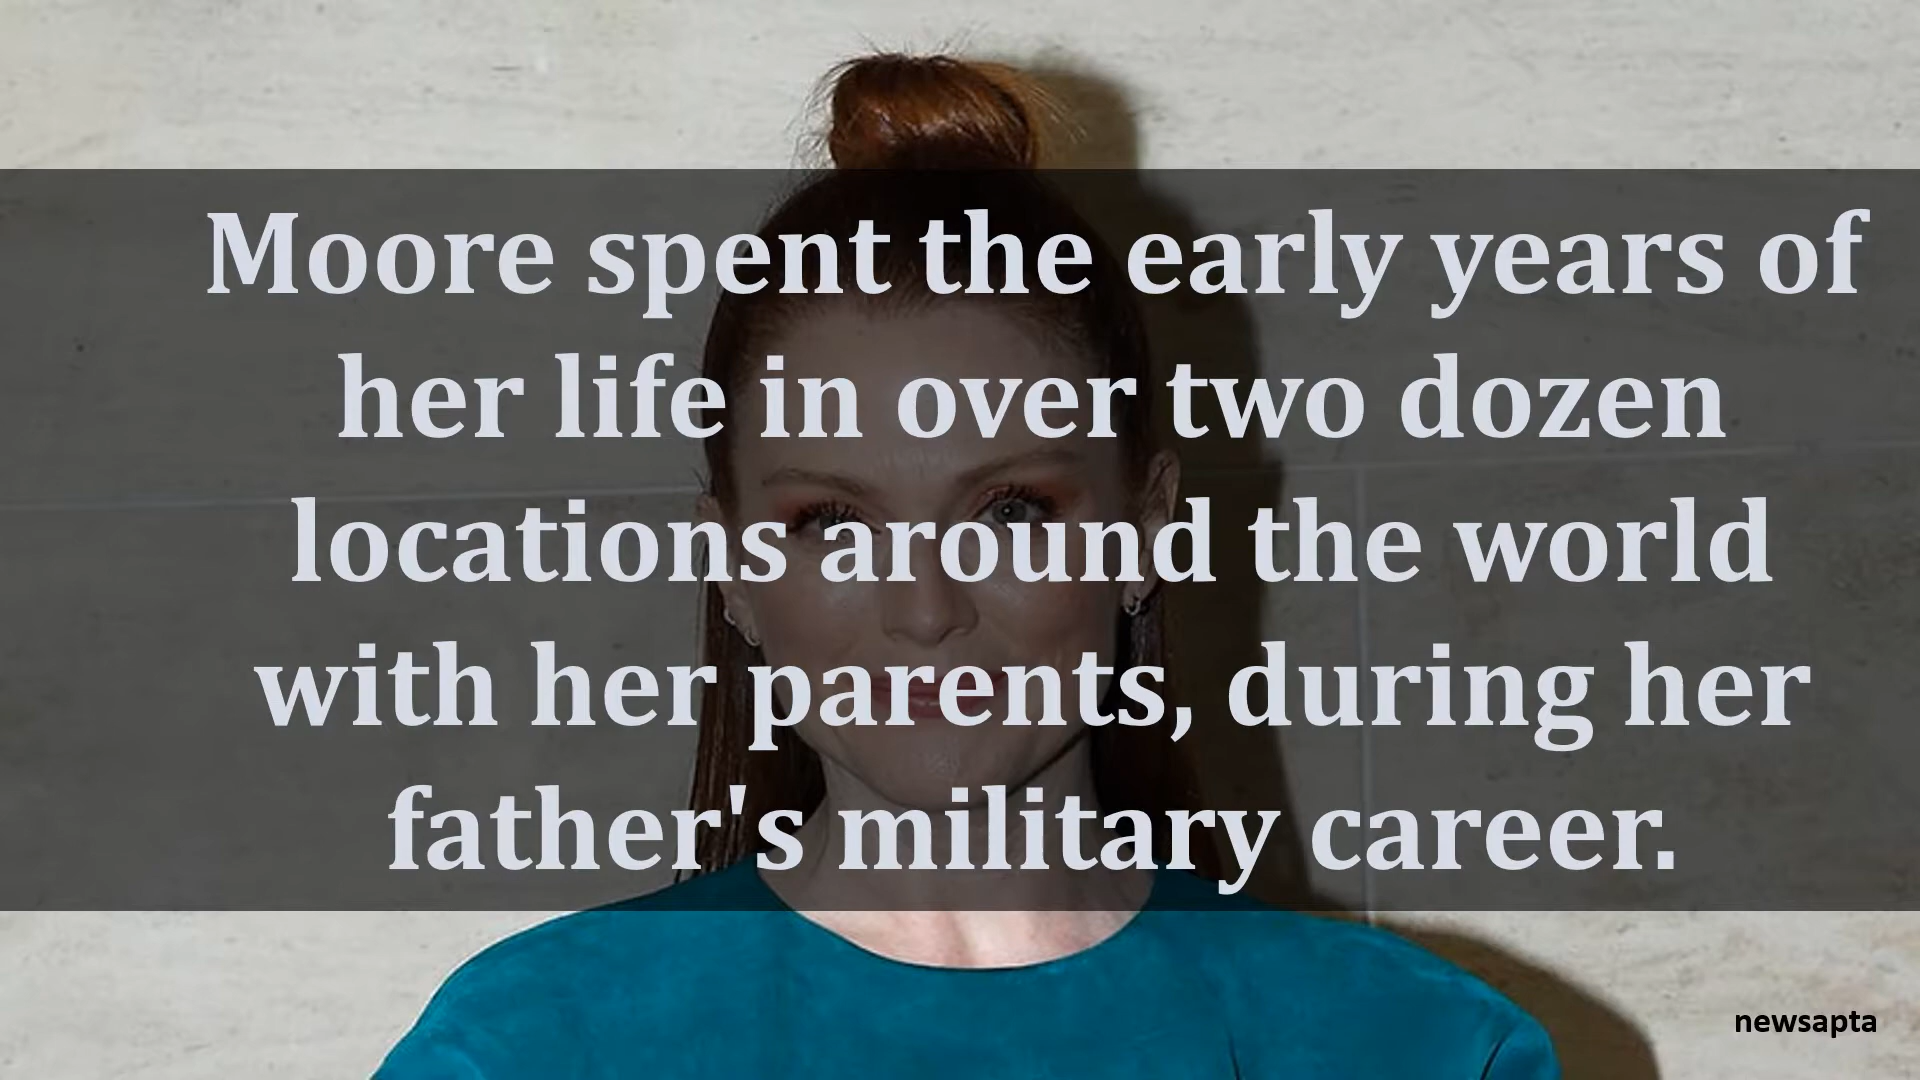 Moore spent the early years of
her life in over two dozen
locations around the world
with her parents, during her
father's military career.
newsapta